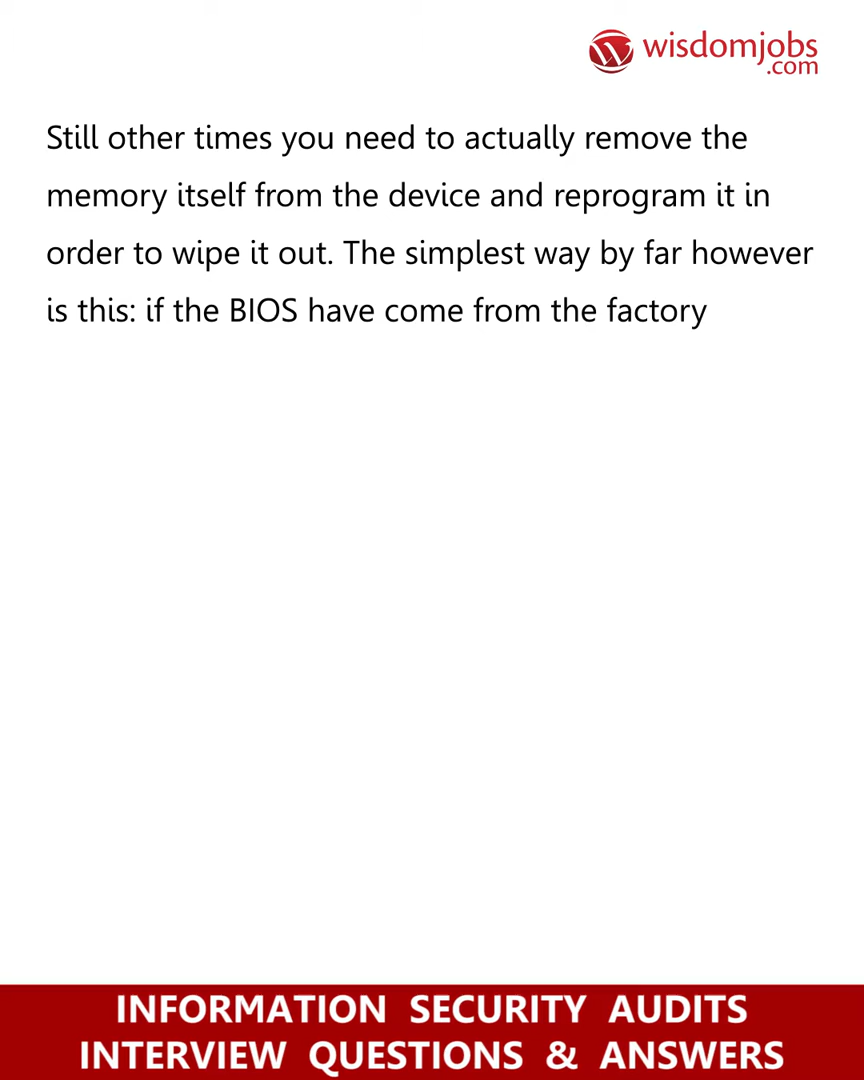 wisdomjobs
.com
Still other times you need to actually remove the
memory itself from the device and reprogram it in
order to wipe it out. The simplest way by far however
is this: if the BIOS have come from the factory
INFORMATION SECURITY AUDITS
INTERVIEW QUESTIONS & ANSWERS